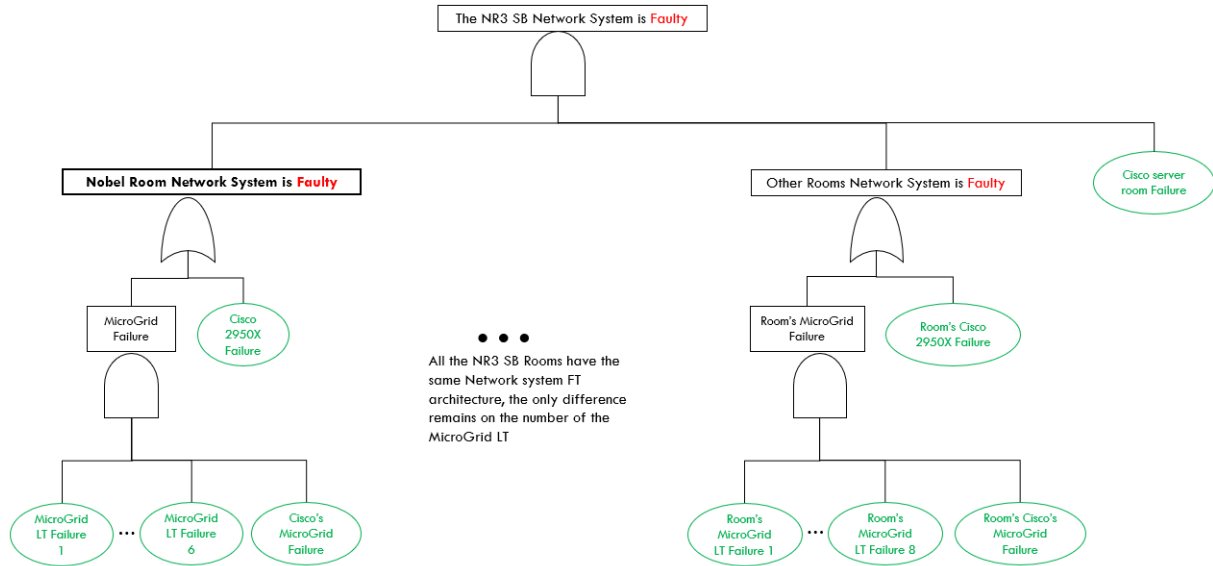 The NR3 SB Network System is Faulty
Nobel Room Network System is Faulty
Other Rooms Network System is Faulty
Cisco server
room Failure
MicroGrid
Failure
Cisco
2950X
Failure
Room's MicroGrid
Failure
Room's Cisco
2950X Failure
All the NR3 SB Rooms have the
same Network system FT
architecture, the only difference
remains on the number of the
MicroGrid LT
MicroGrid
LT Failure
1
...
MicroGrid
LT Failure
6
Cisco's
MicroGrid
Failure
Room's
MicroGrid
LT Failure 1
...
Room's
MicroGrid
LT Failure 8
Room's Cisco's
MicroGrid
Failure